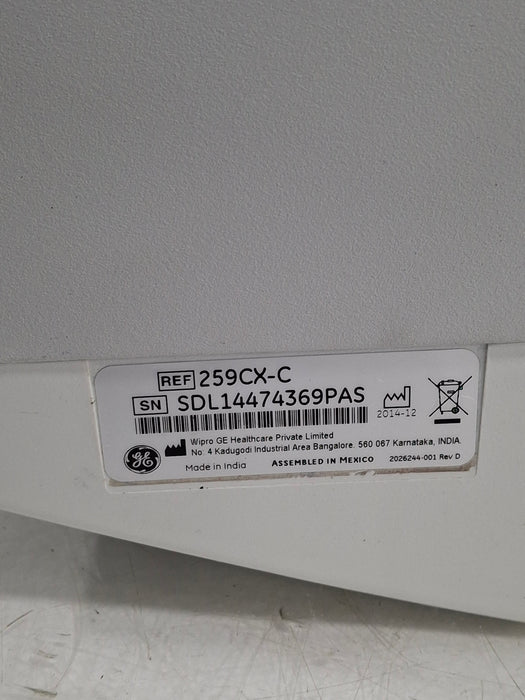 REF 259CX-C
SN SDL14474369PAS
2014-12
GE
Wipro GE Healthcare Private Limited
No: 4 Kadugodi Industrial Area Bangalore. 560 067 Karnataka, INDIA
Made in India ASSEMBLED IN MEXICO 2026244-001 Rev D